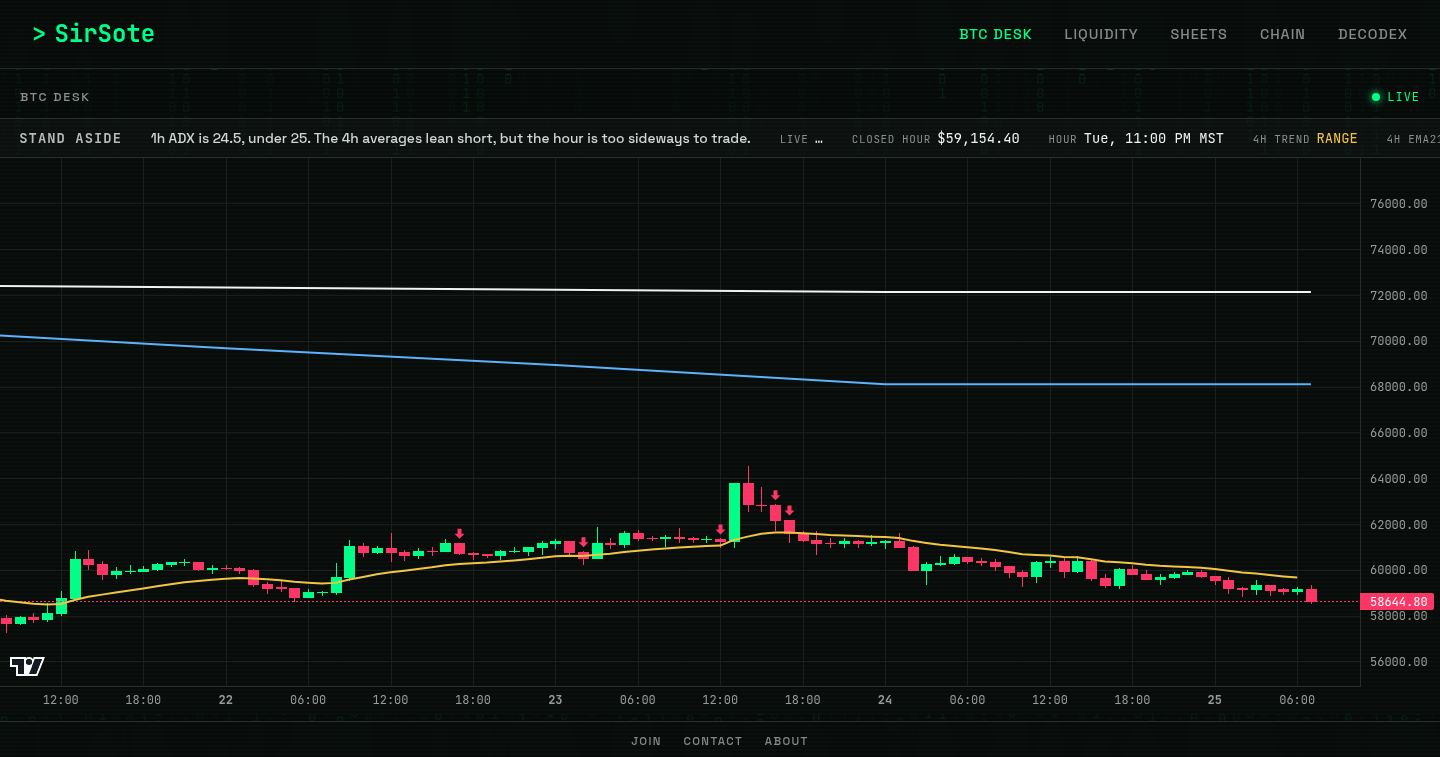 > SirSote
BTC DESK LIQUIDITY SHEETS CHAIN DECODEX
BTC DESK
LIVE
STAND ASIDE 1h ADX is 24.5, under 25. The 4h averages lean short, but the hour is too sideways to trade. LIVE … CLOSED HOUR $59,154.40 HOUR Tue, 11:00 PM MST 4H TREND RANGE 4H EMA21
76000.00
74000.00
72000.00
70000.00
68000.00
66000.00
64000.00
62000.00
60000.00
58644.80
58000.00
56000.00
12:00 18:00 22 06:00 12:00 18:00 23 06:00 12:00 18:00 24 06:00 12:00 18:00 25 06:00
JOIN CONTACT ABOUT